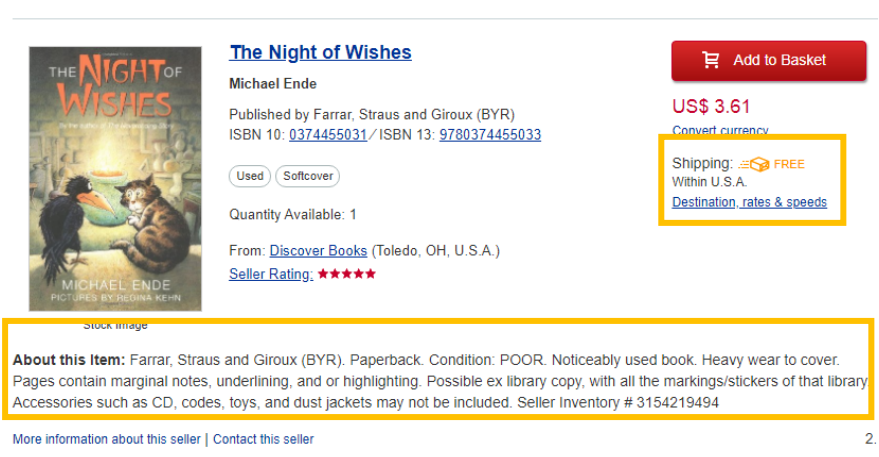 THE NIGHT OF
WISHES
MICHAEL ENDE
PICTURES BY REGINA KEHN
Stock Image
The Night of Wishes
Michael Ende
Published by Farrar, Straus and Giroux (BYR)
ISBN 10: 0374455031 / ISBN 13: 9780374455033
Used Softcover
Quantity Available: 1
From: Discover Books (Toledo, OH, U.S.A.)
Seller Rating: ★★★★★
Add to Basket
US$ 3.61
Convert currency
Shipping: FREE
Within U.S.A.
Destination, rates & speeds
About this Item: Farrar, Straus and Giroux (BYR). Paperback. Condition: POOR. Noticeably used book. Heavy wear to cover.
Pages contain marginal notes, underlining, and or highlighting. Possible ex library copy, with all the markings/stickers of that library
Accessories such as CD, codes, toys, and dust jackets may not be included. Seller Inventory # 3154219494
More information about this seller | Contact this seller
2.